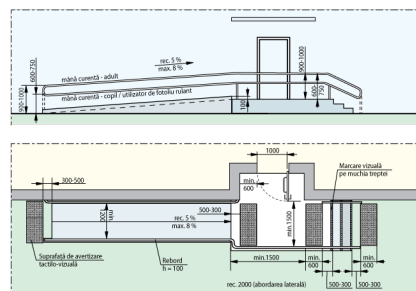 rec. 5 %
max. 8 %
mână curentă - adult
mână curentă - copil / utilizator de fotoliu rulant
900-1000
600-750
100
900-1000
600-
750
1000
min.
600
Marcare vizuală
pe muchia treptei
300-500
min.
1200
rec. 5 %
max. 8 %
500-300
min.1500
Suprafață de avertizare
tactilo-vizuală
Rebord
h = 100
min.1500
min.
600
min.
600
500-300
500-300
rec. 2000 (abordarea laterală)